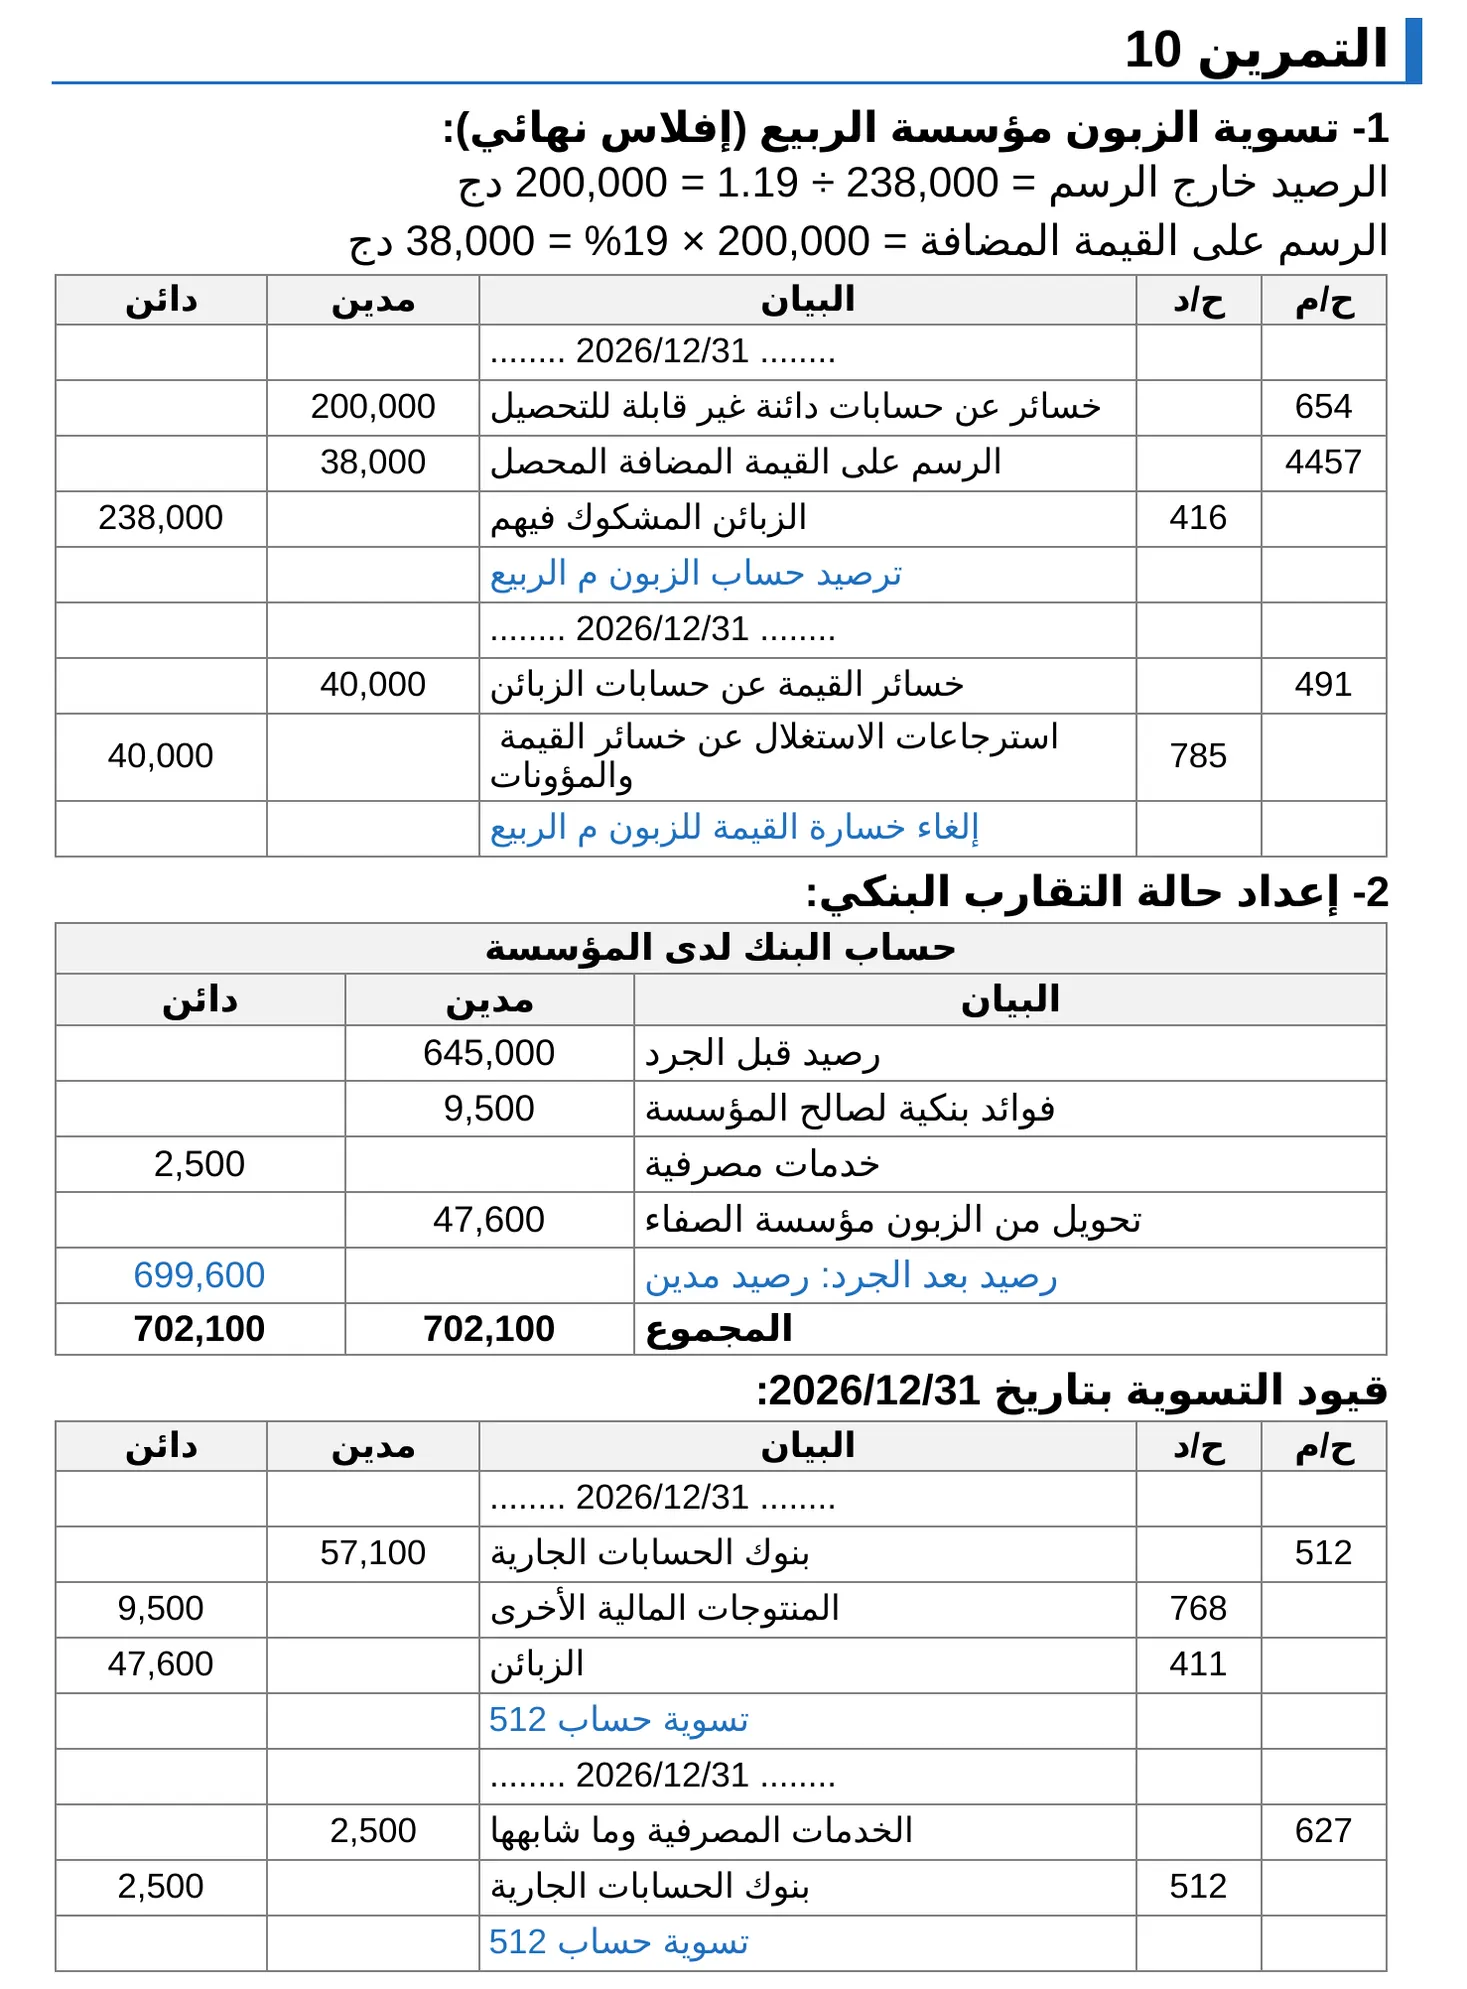 التمرين 10
1- تسوية الزبون مؤسسة الربيع (إفلاس نهائي):
الرصيد خارج الرسم = 238,000 ÷ 1.19 = 200,000 دج
الرسم على القيمة المضافة = 200,000 × 19% = 38,000 دج
ح/م ح/د البيان مدين دائن
........ 2026/12/31 ........
654 خسائر عن حسابات دائنة غير قابلة للتحصيل 200,000
4457 الرسم على القيمة المضافة المحصل 38,000
416 الزبائن المشكوك فيهم 238,000
ترصيد حساب الزبون م الربيع
........ 2026/12/31 ........
491 خسائر القيمة عن حسابات الزبائن 40,000
785 استرجاعات الاستغلال عن خسائر القيمة 40,000
والمؤونات
إلغاء خسارة القيمة للزبون م الربيع
2- إعداد حالة التقارب البنكي:
حساب البنك لدى المؤسسة
البيان مدين دائن
رصيد قبل الجرد 645,000
فوائد بنكية لصالح المؤسسة 9,500
خدمات مصرفية 2,500
تحويل من الزبون مؤسسة الصفاء 47,600
رصيد بعد الجرد: رصيد مدين 699,600
المجموع 702,100 702,100
قيود التسوية بتاريخ 2026/12/31:
ح/م ح/د البيان مدين دائن
........ 2026/12/31 ........
512 بنوك الحسابات الجارية 57,100
768 المنتوجات المالية الأخرى 9,500
411 الزبائن 47,600
تسوية حساب 512
........ 2026/12/31 ........
627 الخدمات المصرفية وما شابهها 2,500
512 بنوك الحسابات الجارية 2,500
تسوية حساب 512